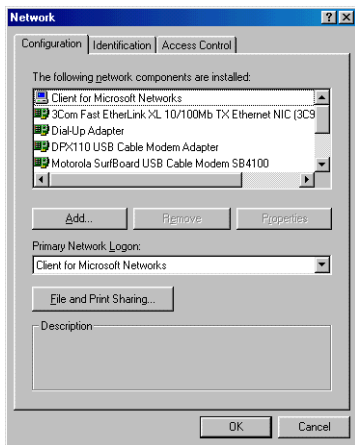 Network
Configuration Identification Access Control
The following network components are installed:
Client for Microsoft Networks
3Com Fast EtherLink XL 10/100Mb TX Ethernet NIC (3C9
Dial-Up Adapter
DPX110 USB Cable Modem Adapter
Motorola SurfBoard USB Cable Modem SB4100
Add... Remove Properties
Primary Network Logon:
Client for Microsoft Networks
File and Print Sharing...
Description
OK Cancel